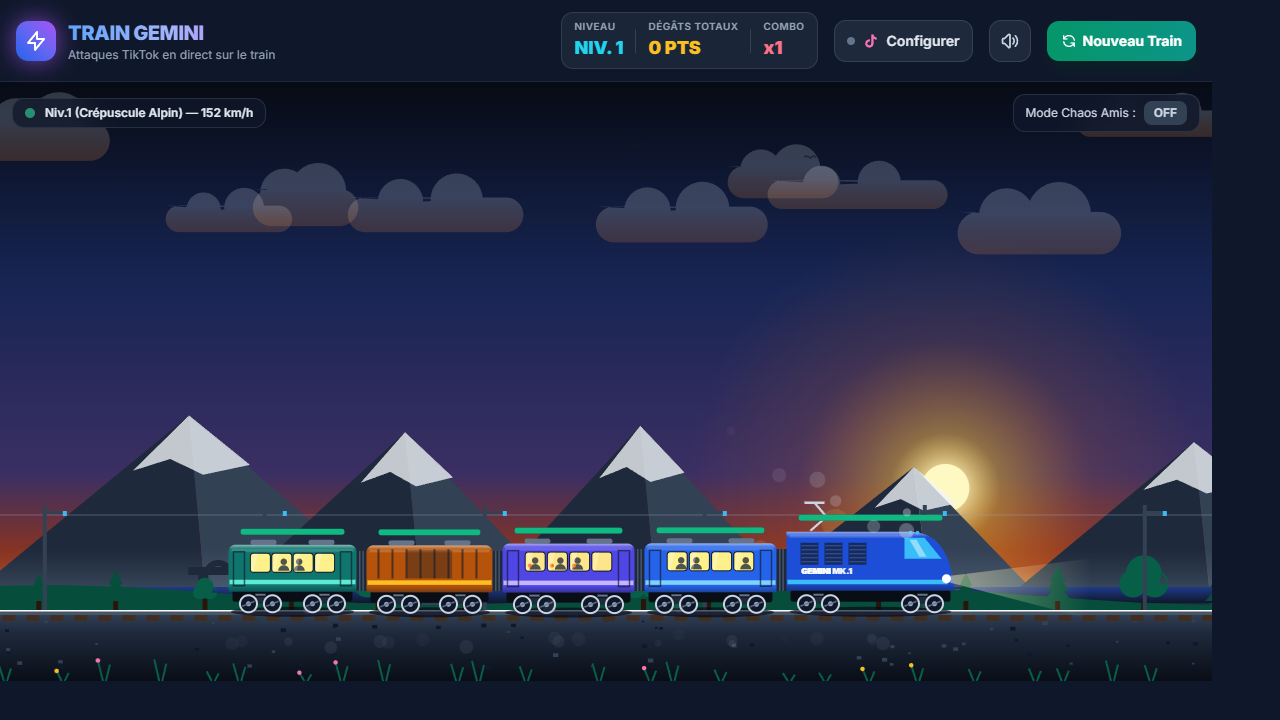 TRAIN GEMINI
Attaques TikTok en direct sur le train
NIVEAU
NIV. 1
DÉGÂTS TOTAUX
0 PTS
COMBO
x1
Configurer
Nouveau Train
Niv.1 (Crépuscule Alpin) — 152 km/h
Mode Chaos Amis :
OFF
GEMINI MK.1